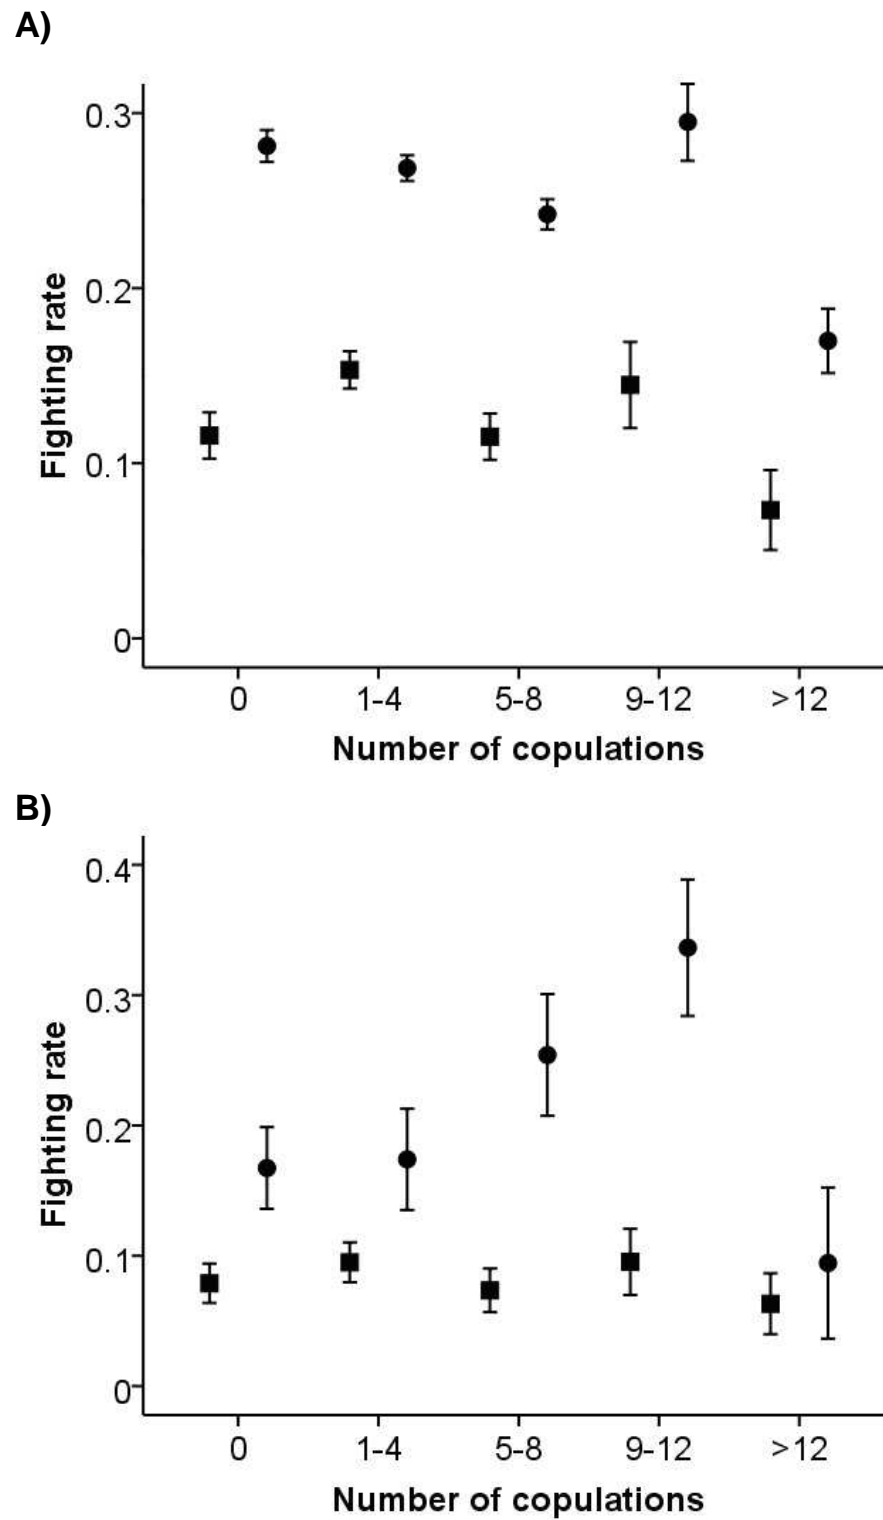 A)
0.3
0.2
0.1
0
Fighting rate
0 1-4 5-8 9-12 >12
Number of copulations
B)
0.4
0.3
0.2
0.1
0
Fighting rate
0 1-4 5-8 9-12 >12
Number of copulations